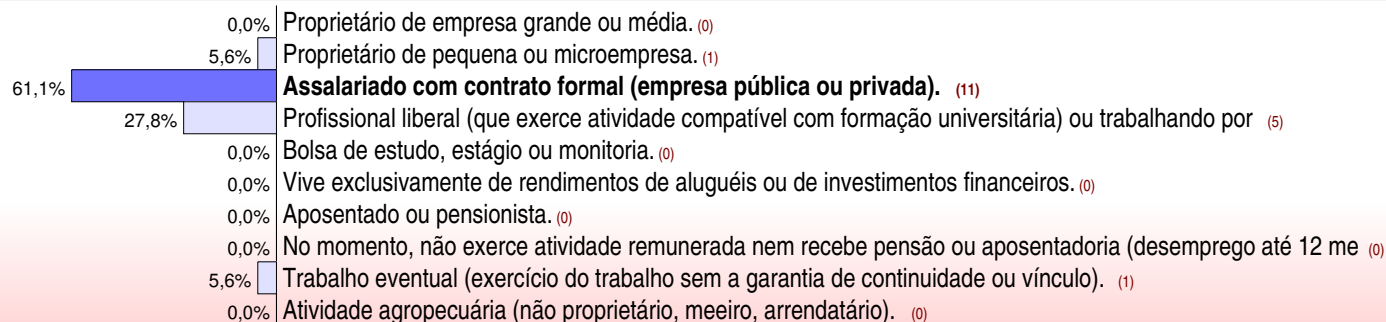 0,0% Proprietário de empresa grande ou média. (0)
5,6% Proprietário de pequena ou microempresa. (1)
61,1% Assalariado com contrato formal (empresa pública ou privada). (11)
27,8% Profissional liberal (que exerce atividade compatível com formação universitária) ou trabalhando por (5)
0,0% Bolsa de estudo, estágio ou monitoria. (0)
0,0% Vive exclusivamente de rendimentos de aluguéis ou de investimentos financeiros. (0)
0,0% Aposentado ou pensionista. (0)
0,0% No momento, não exerce atividade remunerada nem recebe pensão ou aposentadoria (desemprego até 12 me (0)
5,6% Trabalho eventual (exercício do trabalho sem a garantia de continuidade ou vínculo). (1)
0,0% Atividade agropecuária (não proprietário, meeiro, arrendatário). (0)